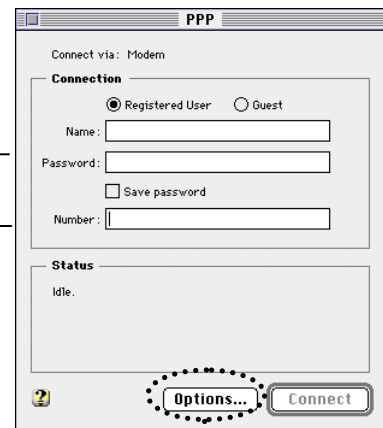 PPP
Connect via: Modem
Connection
Registered User Guest
Name:
Password:
Save password
Number:
Status
Idle.
? Options... Connect